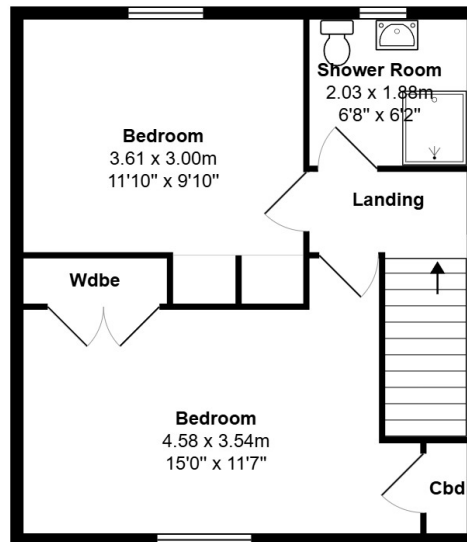 Shower Room
2.03 x 1.88m
6'8" x 6'2"
Bedroom
3.61 x 3.00m
11'10" x 9'10"
Landing
Wdbe
Bedroom
4.58 x 3.54m
15'0" x 11'7"
Cbd